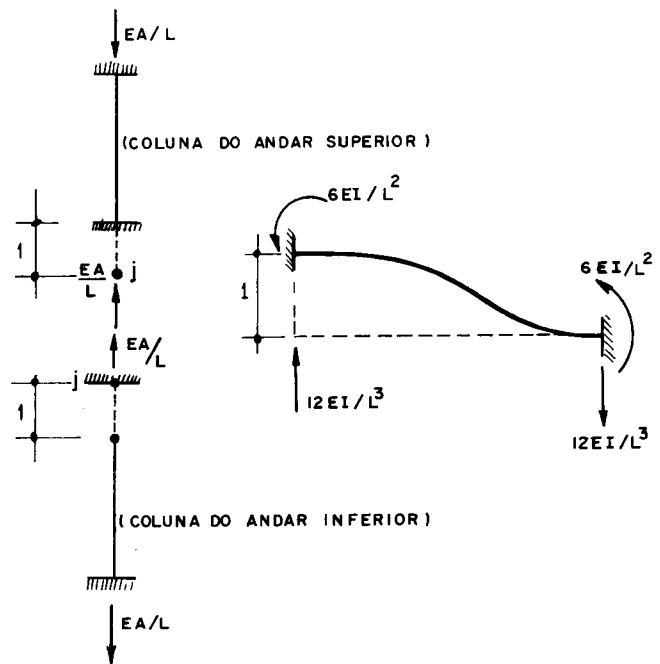 EA/L
(COLUNA DO ANDAR SUPERIOR)
1
EA/L
j
EA/L
j
1
(COLUNA DO ANDAR INFERIOR)
EA/L
6EI/L²
1
6EI/L²
12EI/L³
12EI/L³